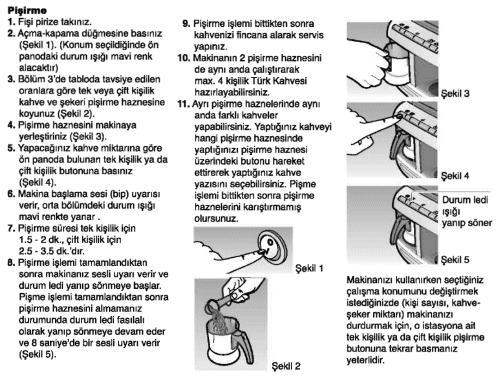 Pişirme
1. Fişi pirize takınız.
2. Açma-kapama düğmesine basınız
(Şekil 1). (Konum seçildiğinde ön
panodaki durum ışığı mavi renk
alacaktır)
3. Bölüm 3'de tabloda tavsiye edilen
oranlara göre tek veya çift kişilik
kahve ve şekeri pişirme haznesine
koyunuz (Şekil 2).
4. Pişirme haznesini makinaya
yerleştiriniz (Şekil 3).
5. Yapacağınız kahve miktarına göre
ön panoda bulunan tek kişilik ya da
çift kişilik butonuna basınız
(Şekil 4).
6. Makina başlama sesi (bip) uyarısı
verir, orta bölümdeki durum ışığı
mavi renkte yanar .
7. Pişirme süresi tek kişilik için
1.5 - 2 dk., çift kişilik için
2.5 - 3.5 dk.'dır.
8. Pişirme işlemi tamamlandıktan
sonra makinanız sesli uyarı verir ve
durum ledi yanıp sönmeye başlar.
Pişme işlemi tamamlandıktan sonra
pişirme haznesini almamanız
durumunda durum ledi fasılalı
olarak yanıp sönmeye devam eder
ve 8 saniye'de bir sesli uyarı verir
(Şekil 5).
9. Pişirme işlemi bittikten sonra
kahvenizi fincana alarak servis
yapınız.
10. Makinanın 2 pişirme haznesini
de aynı anda çalıştırarak
max. 4 kişilik Türk Kahvesi
hazırlayabilirsiniz.
11. Ayrı pişirme haznelerinde aynı
anda farklı kahveler
yapabilirsiniz. Yaptığınız kahveyi
hangi pişirme haznesinde
yaptığınızı pişirme haznesi
üzerindeki butonu hareket
ettirerek yaptığınız kahve
yazısını seçebilirsiniz. Pişme
işlemi bittikten sonra pişirme
haznelerini karıştırmamış
olursunuz.
Şekil 1
Şekil 2
Şekil 3
Şekil 4
Durum ledi
ışığı
yanıp söner
Şekil 5
Makinanızı kullanırken seçtiğiniz
çalışma konumunu değiştirmek
istediğinizde (kişi sayısı, kahve-
şeker miktarı) makinanızı
durdurmak için, o istasyona ait
tek kişilik ya da çift kişilik pişirme
butonuna tekrar basmanız
yeterlidir.